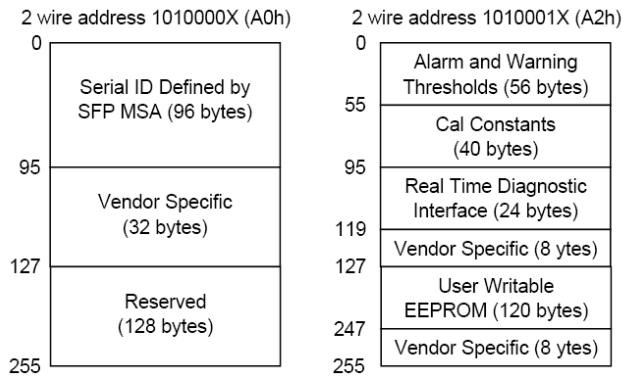 2 wire address 1010000X (A0h)
0
Serial ID Defined by
SFP MSA (96 bytes)
95
Vendor Specific
(32 bytes)
127
Reserved
(128 bytes)
255
2 wire address 1010001X (A2h)
0
Alarm and Warning
Thresholds (56 bytes)
55
Cal Constants
(40 bytes)
95
Real Time Diagnostic
Interface (24 bytes)
119
Vendor Specific (8 ytes)
127
User Writable
EEPROM (120 bytes)
247
Vendor Specific (8 ytes)
255